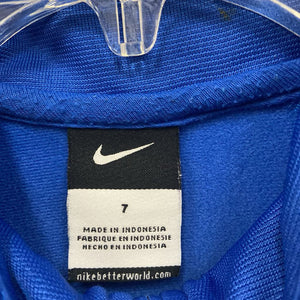 7
MADE IN INDONESIA
FABRIQUE EN INDONESIE
HECHO EN INDONESIA
nikebetterworld.com